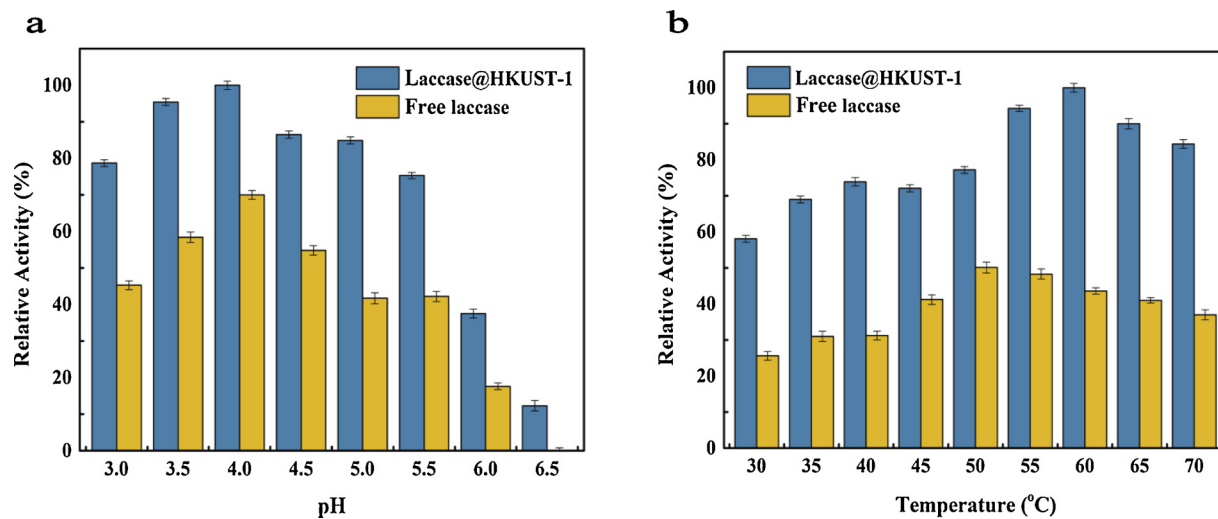 a
Laccase@HKUST-1
Free laccase
Relative Activity (%)
100
80
60
40
20
0
3.0 3.5 4.0 4.5 5.0 5.5 6.0 6.5
pH
b
Laccase@HKUST-1
Free laccase
Relative Activity (%)
100
80
60
40
20
0
30 35 40 45 50 55 60 65 70
Temperature (°C)